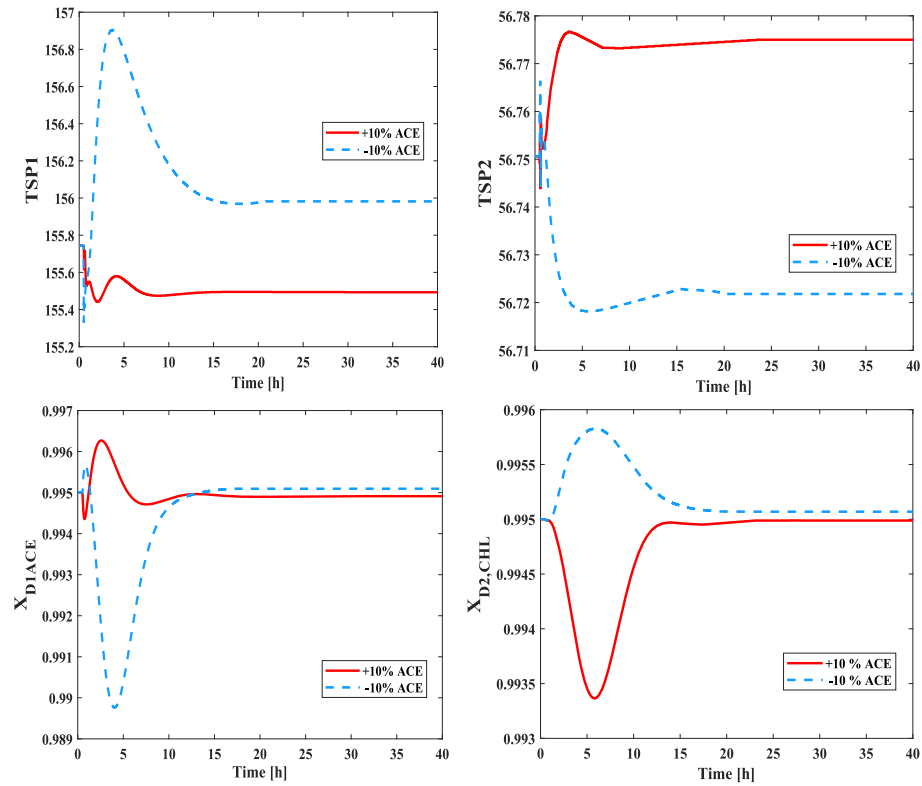 157
156.8
156.4
156.2
156
155.8
155.6
155.4
155.2
TSP1
+10% ACE
-10% ACE
0 5 10 15 20 25 30 35 40
Time [h]
56.78
56.77
56.76
56.75
56.74
56.73
56.72
56.71
TSP2
+10% ACE
-10% ACE
0 5 10 15 20 25 30 35 40
Time [h]
0.997
0.996
0.995
0.994
0.993
0.992
0.991
0.99
0.989
X_D1ACE
+10% ACE
-10% ACE
0 5 10 15 20 25 30 35 40
Time [h]
0.996
0.995
0.995
0.9945
0.994
0.9935
0.993
X_D2,CHL
+10 % ACE
-10 % ACE
0 5 10 15 20 25 30 35 40
Time [h]